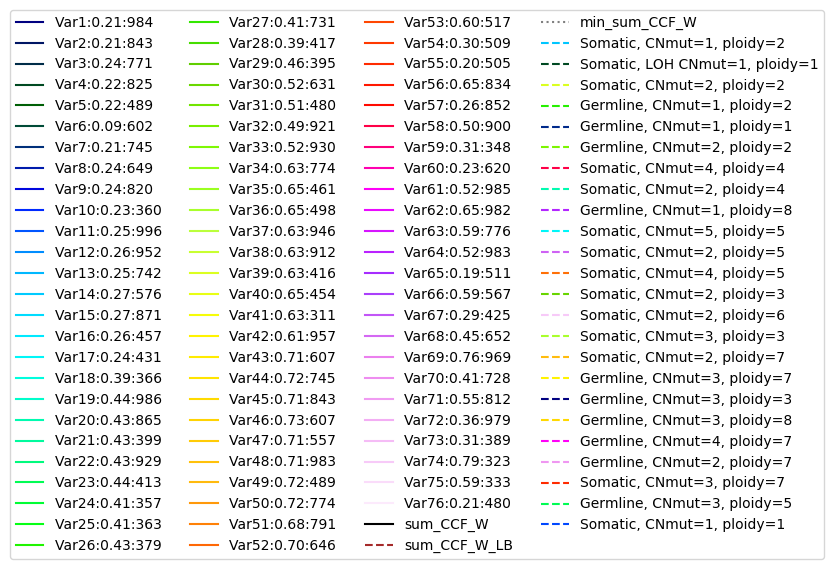 Var1:0.21:984
Var2:0.21:843
Var3:0.24:771
Var4:0.22:825
Var5:0.22:489
Var6:0.09:602
Var7:0.21:745
Var8:0.24:649
Var9:0.24:820
Var10:0.23:360
Var11:0.25:996
Var12:0.26:952
Var13:0.25:742
Var14:0.27:576
Var15:0.27:871
Var16:0.26:457
Var17:0.24:431
Var18:0.39:366
Var19:0.44:986
Var20:0.43:865
Var21:0.43:399
Var22:0.43:929
Var23:0.44:413
Var24:0.41:357
Var25:0.41:363
Var26:0.43:379
Var27:0.41:731
Var28:0.39:417
Var29:0.46:395
Var30:0.52:631
Var31:0.51:480
Var32:0.49:921
Var33:0.52:930
Var34:0.63:774
Var35:0.65:461
Var36:0.65:498
Var37:0.63:946
Var38:0.63:912
Var39:0.63:416
Var40:0.65:454
Var41:0.63:311
Var42:0.61:957
Var43:0.71:607
Var44:0.72:745
Var45:0.71:843
Var46:0.73:607
Var47:0.71:557
Var48:0.71:983
Var49:0.72:489
Var50:0.72:774
Var51:0.68:791
Var52:0.70:646
Var53:0.60:517
Var54:0.30:509
Var55:0.20:505
Var56:0.65:834
Var57:0.26:852
Var58:0.50:900
Var59:0.31:348
Var60:0.23:620
Var61:0.52:985
Var62:0.65:982
Var63:0.59:776
Var64:0.52:983
Var65:0.19:511
Var66:0.59:567
Var67:0.29:425
Var68:0.45:652
Var69:0.76:969
Var70:0.41:728
Var71:0.55:812
Var72:0.36:979
Var73:0.31:389
Var74:0.79:323
Var75:0.59:333
Var76:0.21:480
sum_CCF_W
sum_CCF_W_LB
min_sum_CCF_W
Somatic, CNmut=1, ploidy=2
Somatic, LOH CNmut=1, ploidy=1
Somatic, CNmut=2, ploidy=2
Germline, CNmut=1, ploidy=2
Germline, CNmut=1, ploidy=1
Germline, CNmut=2, ploidy=2
Somatic, CNmut=4, ploidy=4
Somatic, CNmut=2, ploidy=4
Germline, CNmut=1, ploidy=8
Somatic, CNmut=5, ploidy=5
Somatic, CNmut=2, ploidy=5
Somatic, CNmut=4, ploidy=5
Somatic, CNmut=2, ploidy=3
Somatic, CNmut=2, ploidy=6
Somatic, CNmut=3, ploidy=3
Somatic, CNmut=2, ploidy=7
Germline, CNmut=3, ploidy=7
Germline, CNmut=3, ploidy=3
Germline, CNmut=3, ploidy=8
Germline, CNmut=4, ploidy=7
Germline, CNmut=2, ploidy=7
Somatic, CNmut=3, ploidy=7
Germline, CNmut=3, ploidy=5
Somatic, CNmut=1, ploidy=1